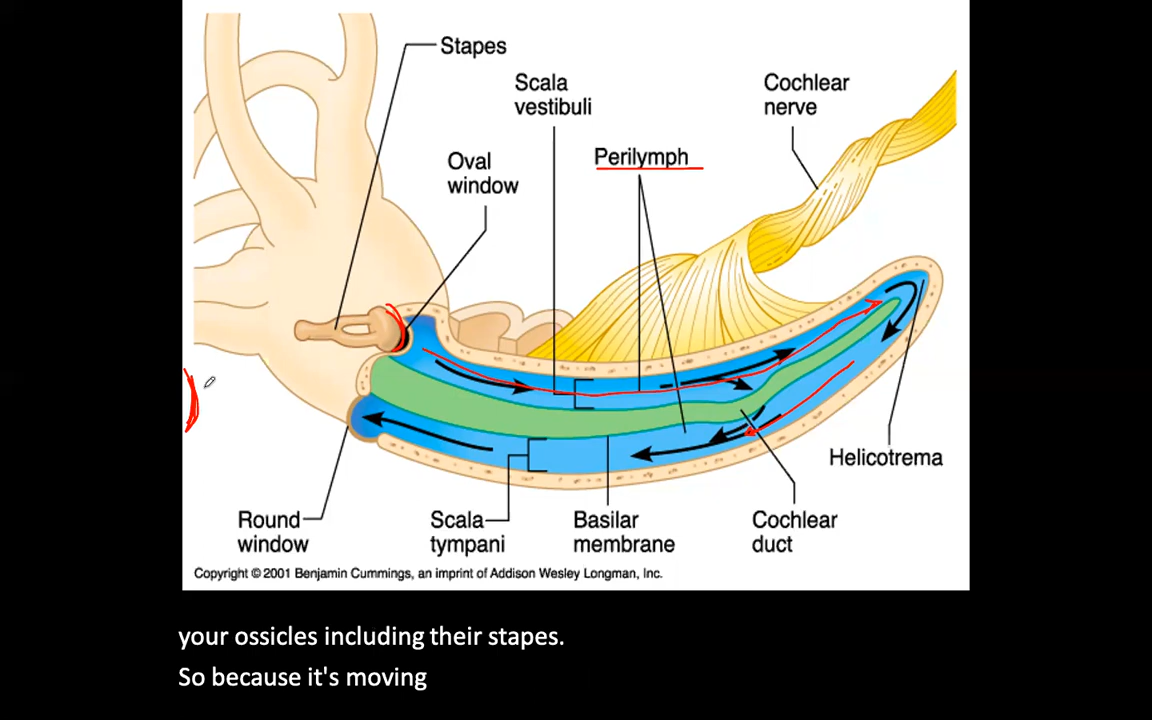 Stapes
Scala
vestibuli
Cochlear
nerve
Oval
window
Perilymph
Helicotrema
Round
window
Scala
tympani
Basilar
membrane
Cochlear
duct
Copyright © 2001 Benjamin Cummings, an imprint of Addison Wesley Longman, Inc.
your ossicles including their stapes.
So because it's moving